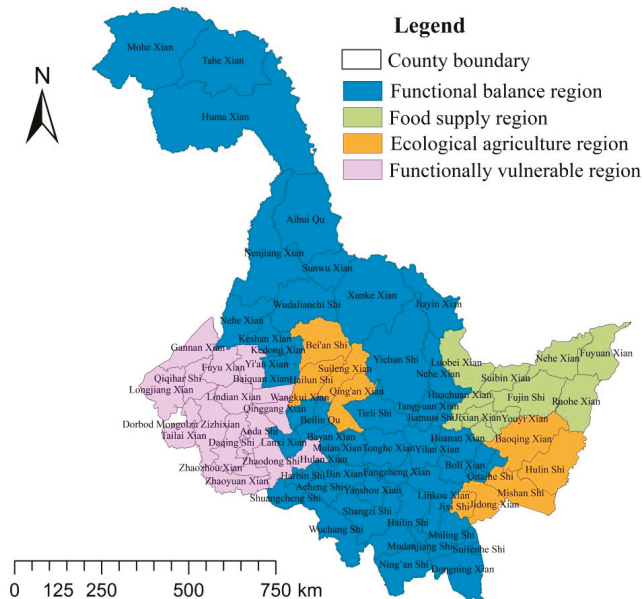 Legend
County boundary
Functional balance region
Food supply region
Ecological agriculture region
Functionally vulnerable region
N
Mohe Xian
Tahe Xian
Huma Xian
Aihui Qu
Nenjiang Xian
Sunwu Xian
Xunke Xian
Jiayin Xian
Wudalianchi Shi
Nehe Xian
Keshan Xian
Kedong Xian
Bei'an Shi
Gannan Xian
Fuyu Xian
Yi'an Xian
Baiquan Xian
Hailun Shi
Suileng Xian
Yichun Shi
Nehe Xian
Luobei Xian
Suibin Xian
Nehe Xian
Fuyuan Xian
Qiqihar Shi
Longjiang Xian
Lindian Xian
Wangkui Xian
Qing'an Xian
Huachuan Xian
Fujin Shi
Raohe Xian
Qinggang Xian
Beilin Qu
Tieli Shi
Tangyuan Xian
Jiamusi Shi
Jixian Xian
Youyi Xian
Dorbod Mongolzu Zizhixian
Tailai Xian
Anda Shi
Daqing Shi
Lanxi Xian
Bayan Xian
Mulan Xian
Tonghe Xian
Yilan Xian
Huanan Xian
Baoqing Xian
Zhaozhou Xian
Zhaodong Shi
Hulan Xian
Zhaoyuan Xian
Harbin Shi
Bin Xian
Fangzheng Xian
Boli Xian
Qitaihe Shi
Hulin Shi
Shuangcheng Shi
Acheng Shi
Yanshou Xian
Linkou Xian
Jixi Shi
Jidong Xian
Mishan Shi
Shangzi Shi
Wuchang Shi
Hailin Shi
Muling Shi
Mudanjiang Shi
Suifenhe Shi
Ning'an Shi
Dongning Xian
0 125 250 500 750 km